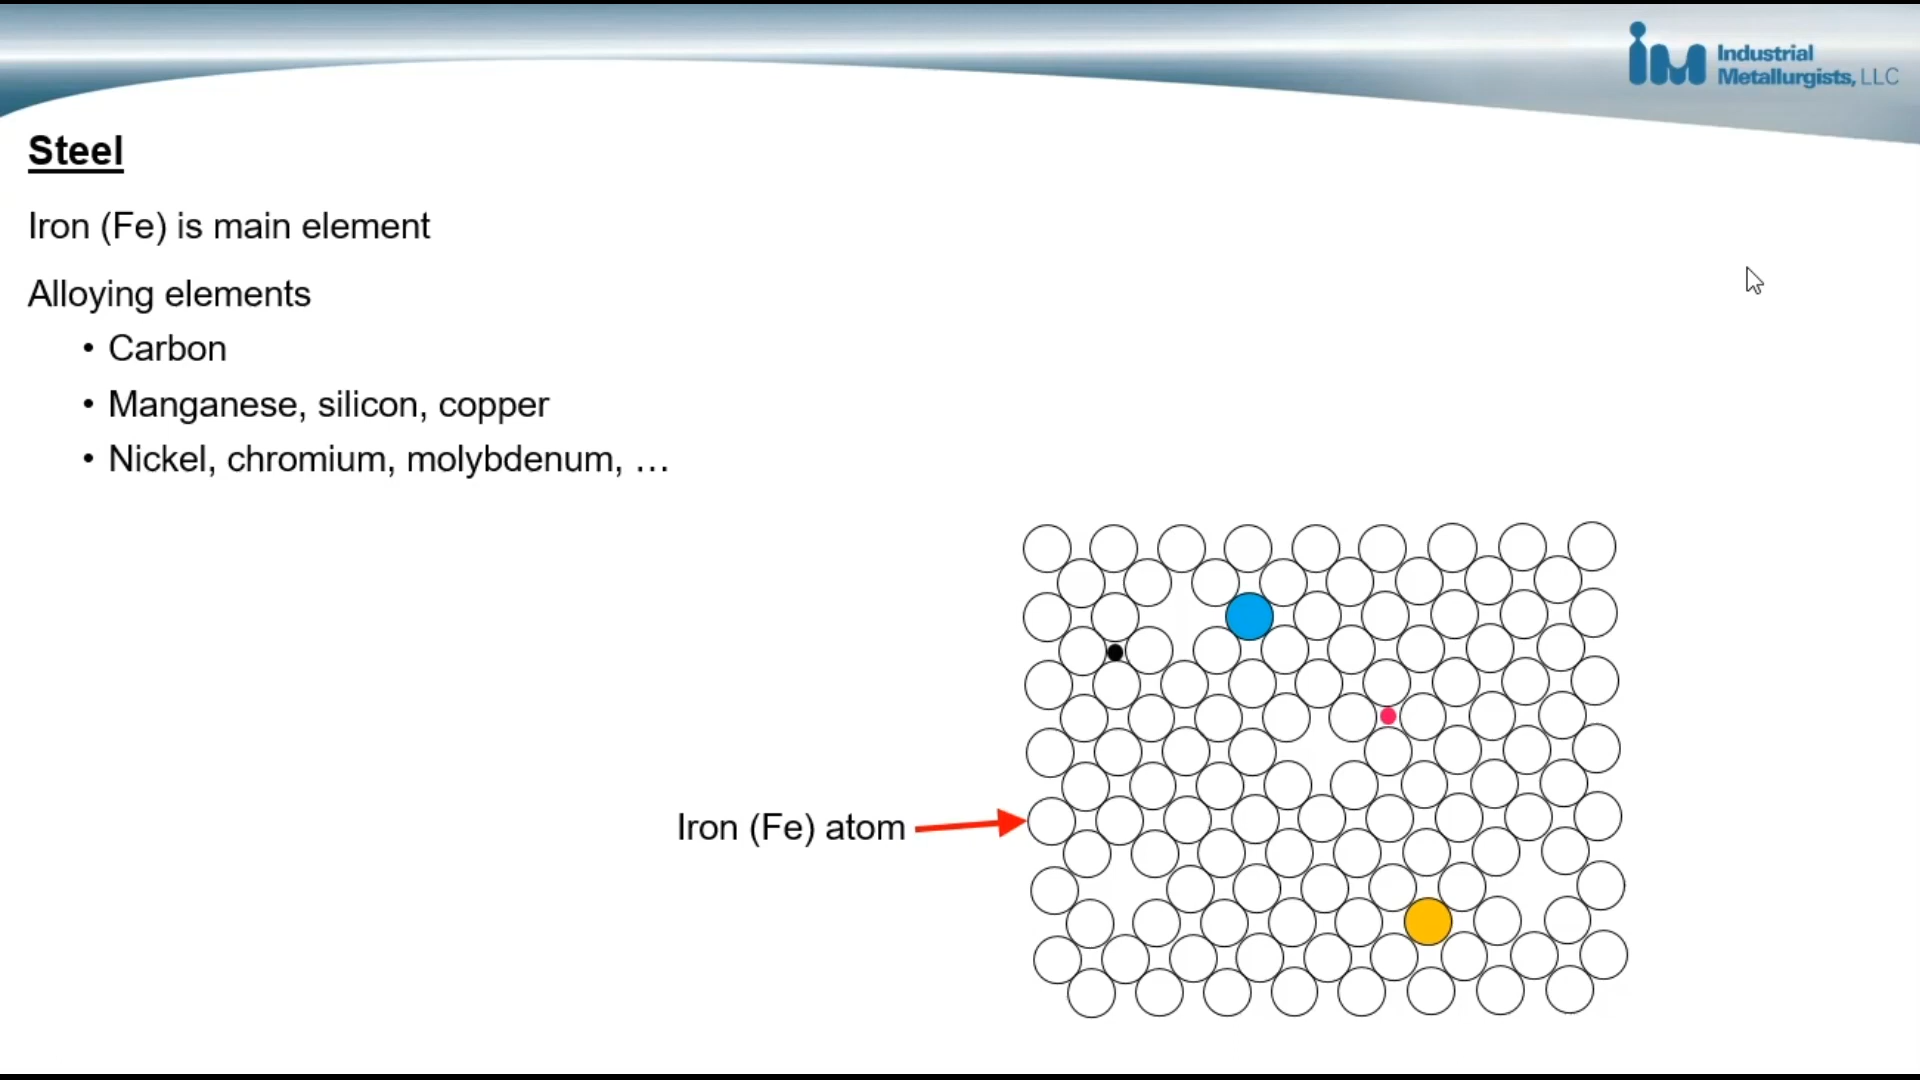 Industrial
Metallurgists, LLC
Steel
Iron (Fe) is main element
Alloying elements
• Carbon
• Manganese, silicon, copper
• Nickel, chromium, molybdenum, …
Iron (Fe) atom